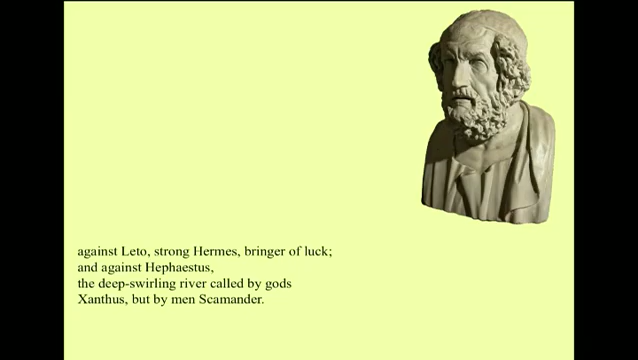 against Leto, strong Hermes, bringer of luck;
and against Hephaestus,
the deep-swirling river called by gods
Xanthus, but by men Scamander.